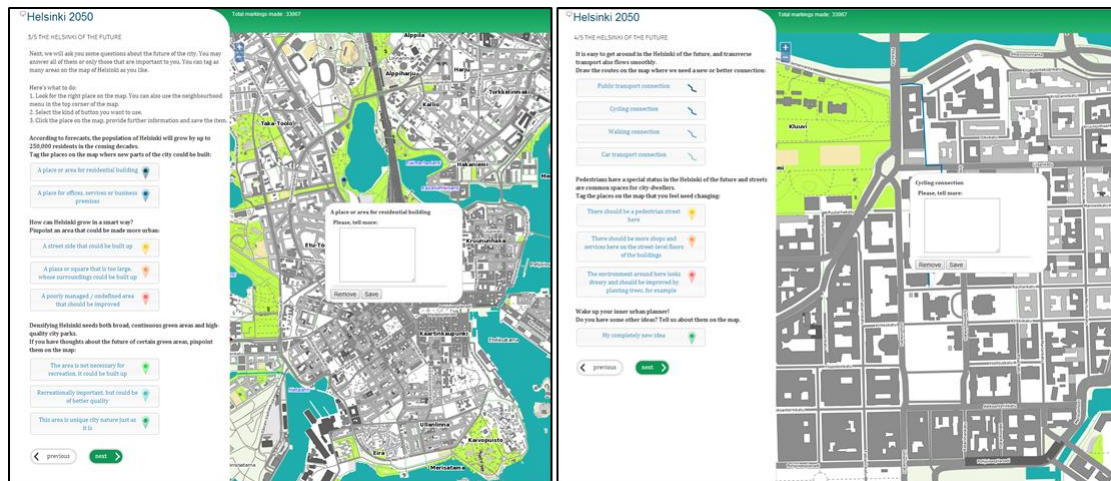 Helsinki 2050
Total markings made: 33867
3/5 THE HELSINKI OF THE FUTURE
Next, we will ask you some questions about the future of the city. You may
answer all of them or only those that are important to you. You can tag as
many areas on the map of Helsinki as you like.
Here's what to do:
1. Look for the right place on the map. You can also use the neighbourhood
menu in the top corner of the map.
2. Select the kind of button you want to use.
3. Click the place on the map, provide further information and save the item.
According to forecasts, the population of Helsinki will grow by up to
250,000 residents in the coming decades.
Tag the places on the map where new parts of the city could be built:
A place or area for residential building
A place for offices, services or business
premises
How can Helsinki grow in a smart way?
Pinpoint an area that could be made more urban:
A street side that could be built up
A plaza or square that is too large,
whose surroundings could be built up
A poorly managed / undefined area
that should be improved
Densifying Helsinki needs both broad, continuous green areas and high-
quality city parks.
If you have thoughts about the future of certain green areas, pinpoint
them on the map:
The area is not necessary for
recreation, it could be built up
Recreationally important, but could be
of better quality
This area is unique city nature just as
it is
previous
next
Alppila
Alppiharju
Harju
Torkkelinmäki
Kallio
Taka-Töölö
Hakaniemi
A place or area for residential building
Please, tell more:
Remove
Save
Etu-Tö
Kruununhaka
Kaartinkaupunki
Ullanlinna
Eira
Kaivopuisto
Merisatama
Helsinki 2050
Total markings made: 33867
4/5 THE HELSINKI OF THE FUTURE
It is easy to get around in the Helsinki of the future, and transverse
transport also flows smoothly.
Draw the routes on the map where we need a new or better connection:
Public transport connection
Cycling connection
Walking connection
Car transport connection
Pedestrians have a special status in the Helsinki of the future and streets
are common spaces for city-dwellers.
Tag the places on the map that you feel need changing:
There should be a pedestrian street
here
There should be more shops and
services here on the street-level floors
of the buildings
The environment around here looks
dreary and should be improved by
planting trees, for example
Wake up your inner urban planner!
Do you have some other ideas? Tell us about them on the map.
My completely new idea
previous
next
Kluuvi
Cycling connection
Please, tell more:
Remove
Save